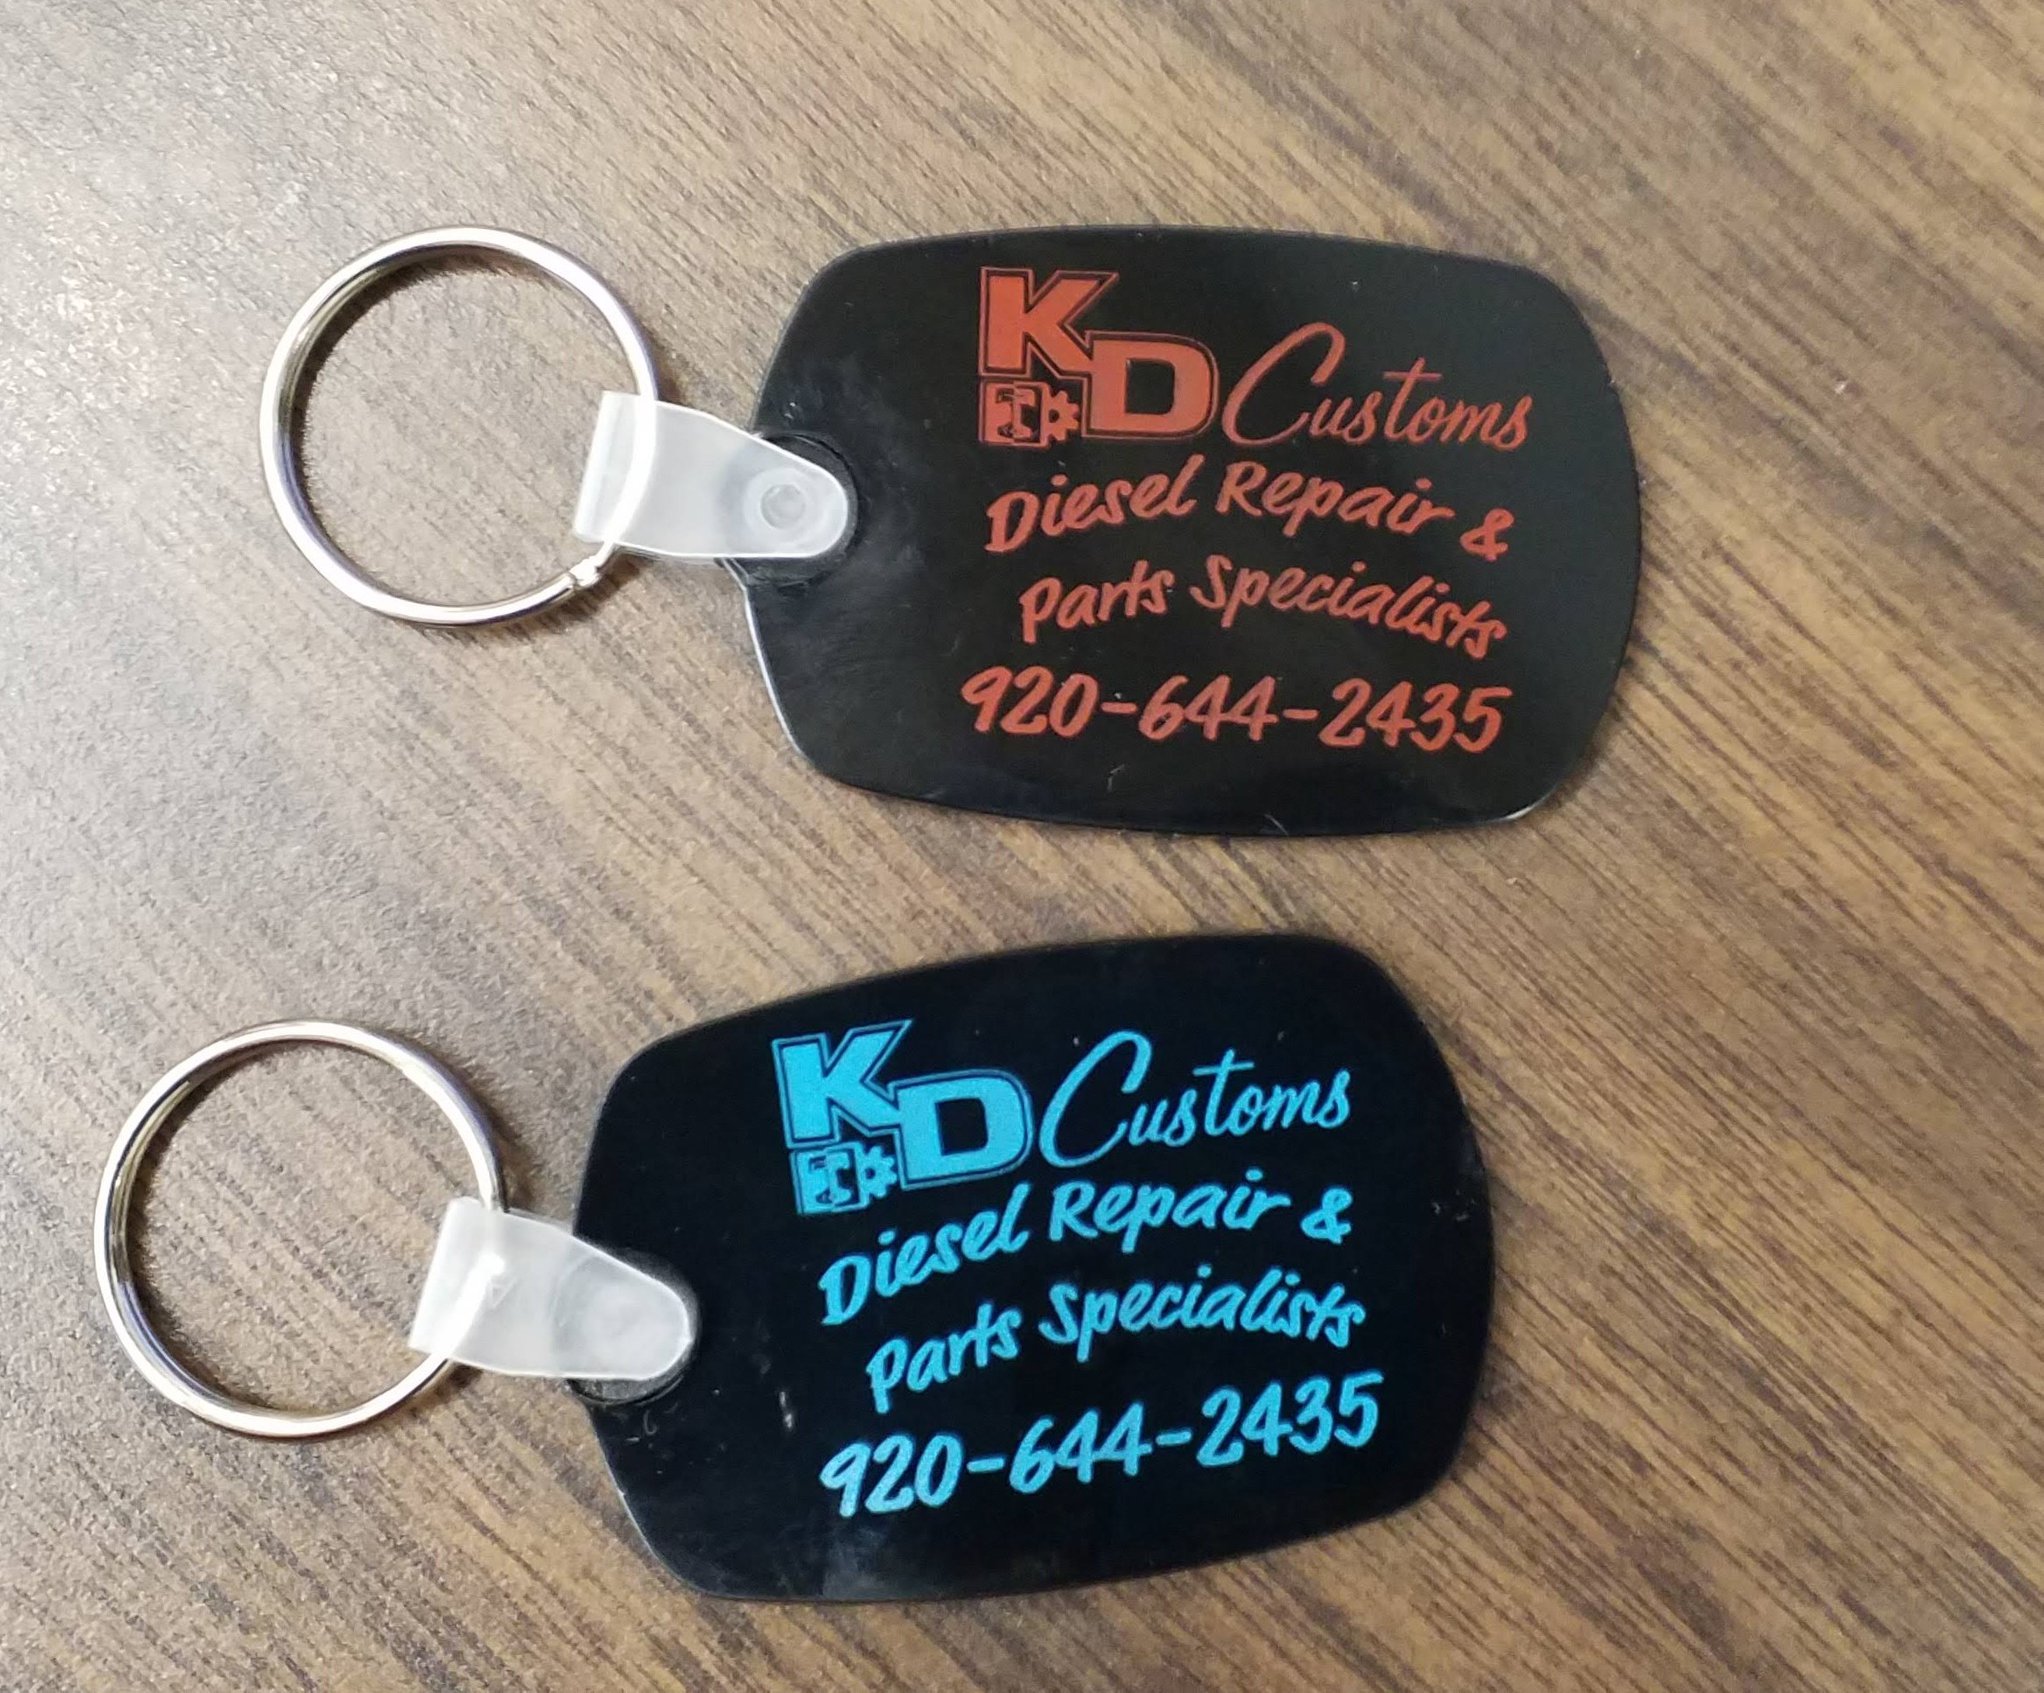 KD Customs
Diesel Repair &
Parts Specialists
920-644-2435
KD Customs
Diesel Repair &
Parts Specialists
920-644-2435